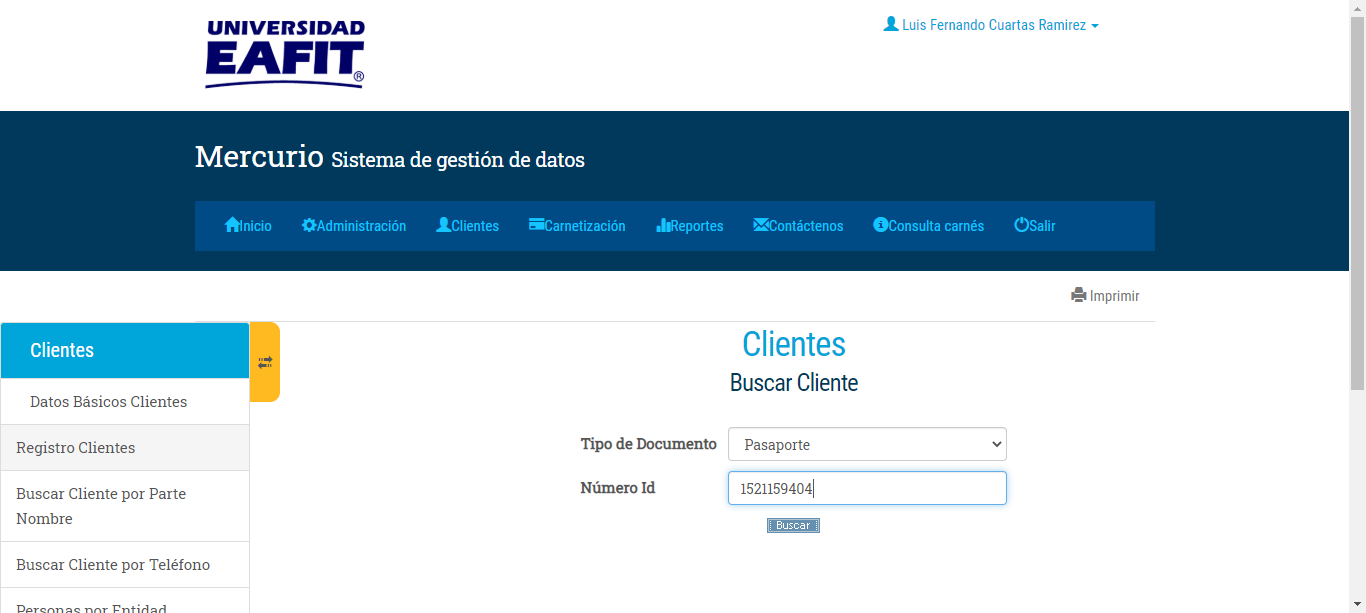 UNIVERSIDAD
EAFIT®
Luis Fernando Cuartas Ramirez
Mercurio Sistema de gestión de datos
Inicio Administración Clientes Carnetización Reportes Contáctenos Consulta carnés Salir
Imprimir
Clientes
Datos Básicos Clientes
Registro Clientes
Buscar Cliente por Parte
Nombre
Buscar Cliente por Teléfono
Personas por Entidad
Clientes
Buscar Cliente
Tipo de Documento Pasaporte
Número Id 1521159404
Buscar